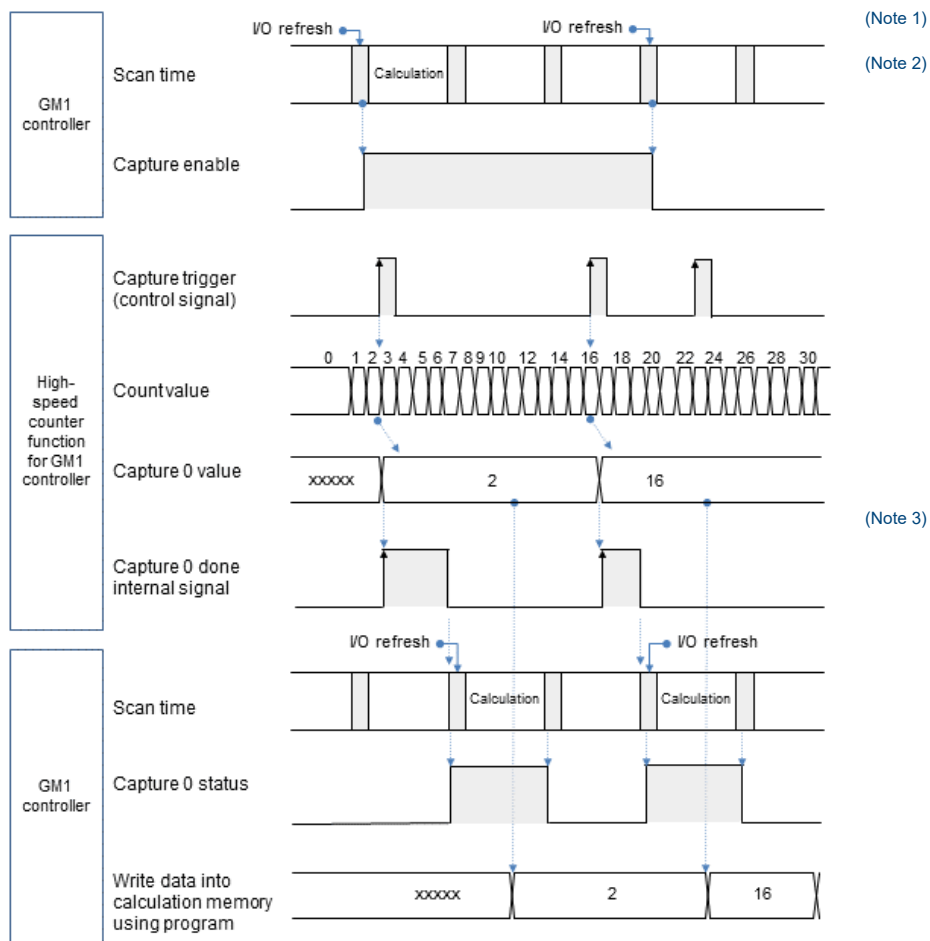 I/O refresh
I/O refresh
(Note 1)
Scan time
Calculation
(Note 2)
GM1
controller
Capture enable
Capture trigger
(control signal)
0 1 2 3 4 5 6 7 8 9 10 12 14 16 18 20 22 24 26 28 30
High-
speed
counter
function
for GM1
controller
Count value
Capture 0 value
xxxxx
2
16
(Note 3)
Capture 0 done
internal signal
I/O refresh
I/O refresh
Scan time
Calculation
Calculation
GM1
controller
Capture 0 status
Write data into
calculation memory
using program
xxxxx
2
16